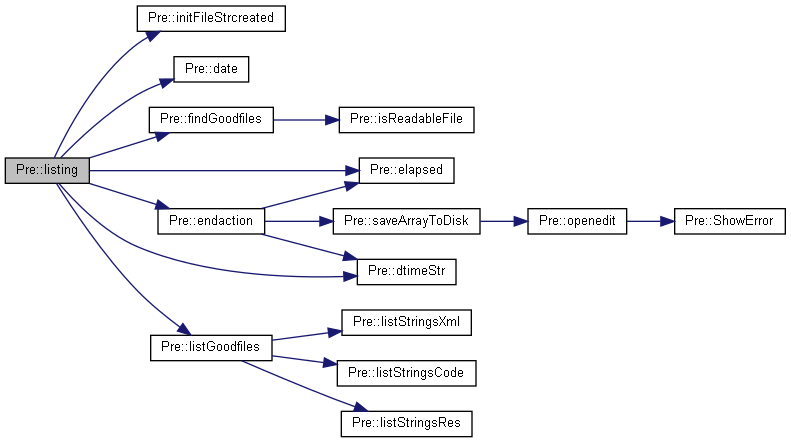 Pre::initFileStrcreated
Pre::date
Pre::findGoodfiles
Pre::isReadableFile
Pre::listing
Pre::elapsed
Pre::endaction
Pre::saveArrayToDisk
Pre::openedit
Pre::ShowError
Pre::dtimeStr
Pre::listStringsXml
Pre::listGoodfiles
Pre::listStringsCode
Pre::listStringsRes